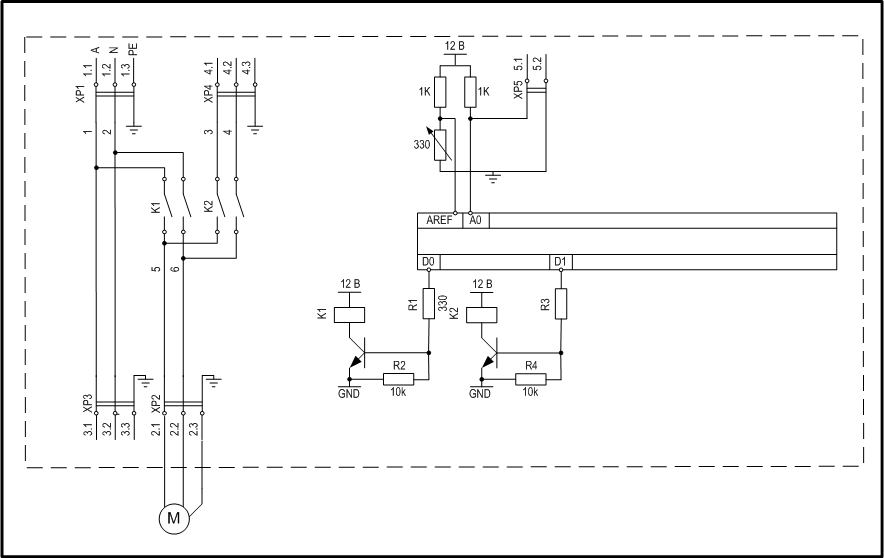 A
N
PE
1.1
1.2
1.3
XP1
1
2
4.1
4.2
4.3
XP4
3
4
K1
K2
5
6
XP3
3.1
3.2
3.3
XP2
2.1
2.2
2.3
M
12 В
1K
1K
330
5.1
5.2
XP5
AREF
A0
D0
D1
12 В
K1
R1
330
R2
10k
GND
12 В
K2
R3
R4
10k
GND